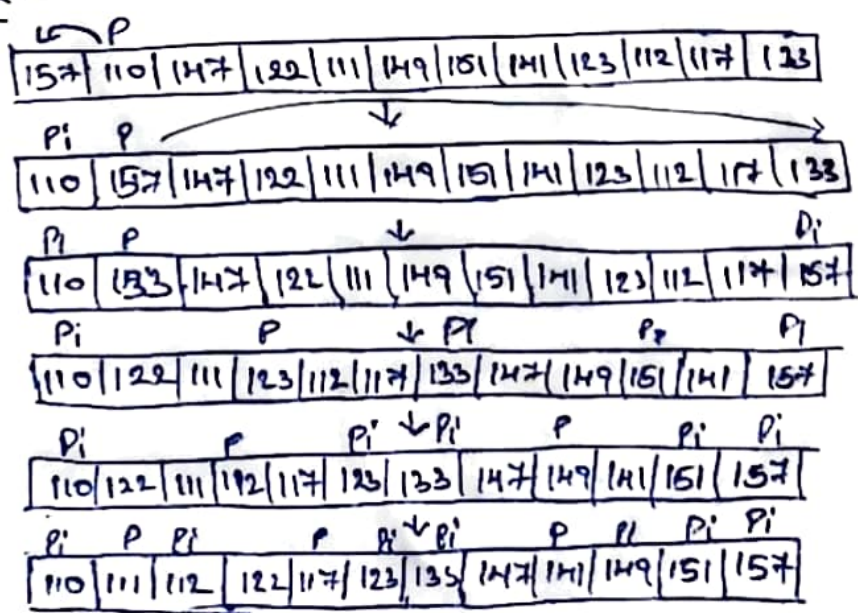 P
157 110 147 122 111 149 151 141 123 112 117 133
Pi P
110 157 147 122 111 149 151 141 123 112 117 133
Pi P Pi
110 133 147 122 111 149 151 141 123 112 117 157
Pi P Pi P Pi
110 122 111 123 112 117 133 147 149 151 141 157
Pi P Pi Pi P Pi Pi
110 122 111 112 117 123 133 147 149 141 151 157
Pi P Pi P Pi Pi P Pi Pi Pi
110 111 112 122 117 123 133 147 141 149 151 157